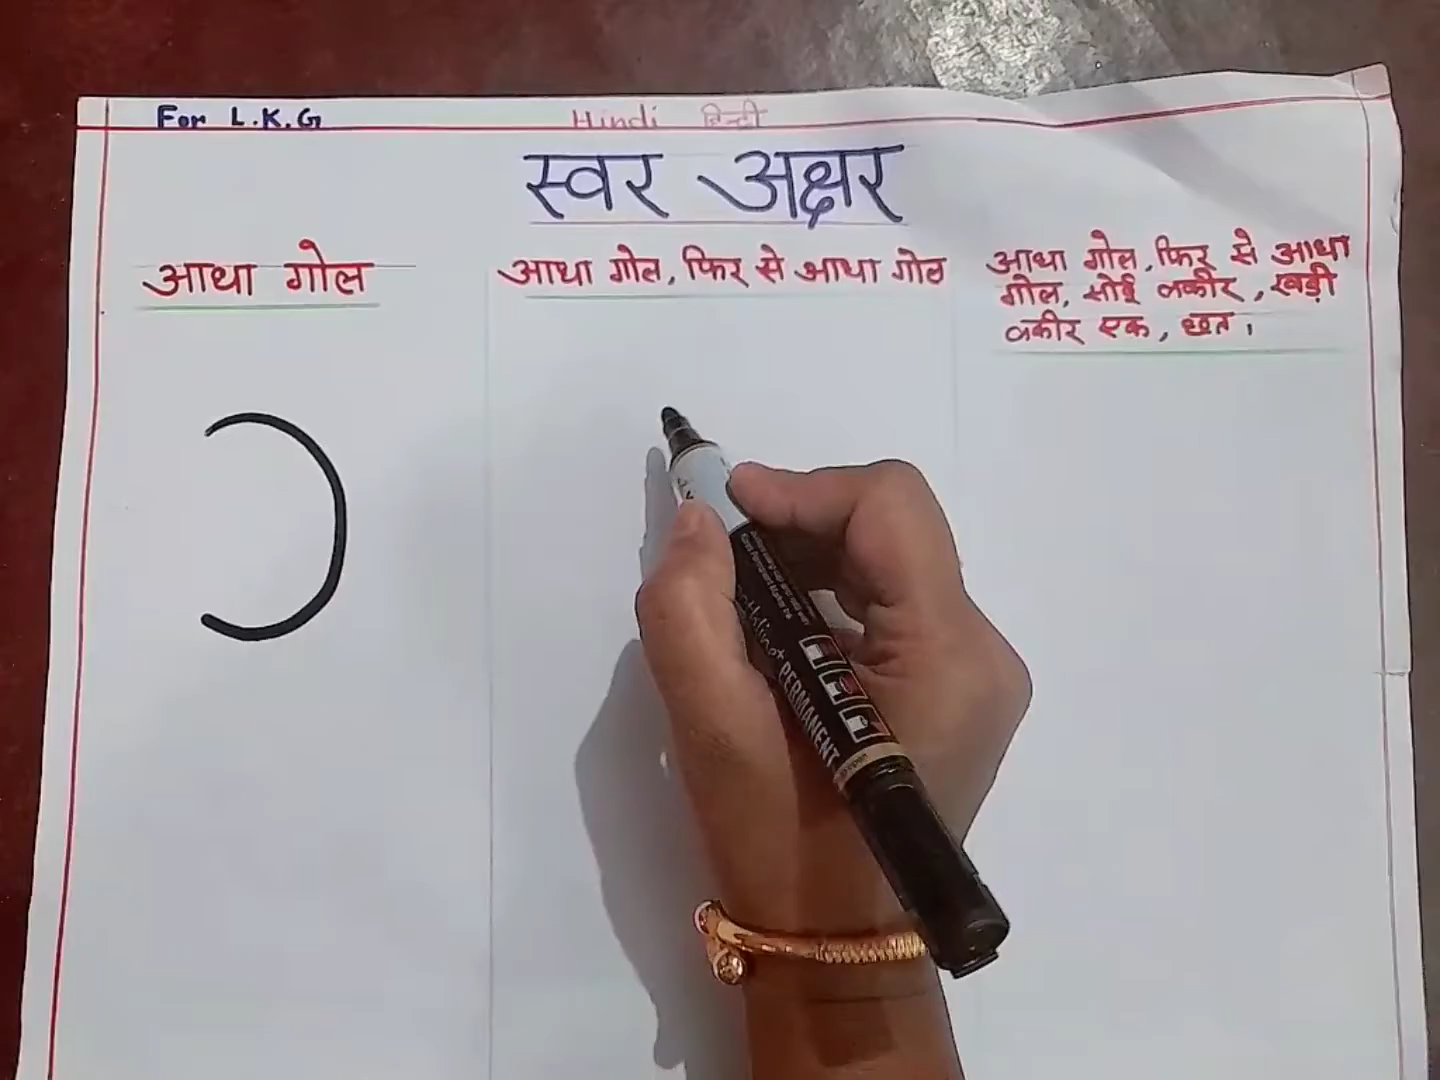 For L.K.G
Hindi हिन्दी
स्वर अक्षर
आधा गोल
आधा गोल, फिर से आधा गोल
आधा गोल, फिर से आधा
गोल, सोई लकीर, खड़ी
लकीर एक, छत।
PERMANENT